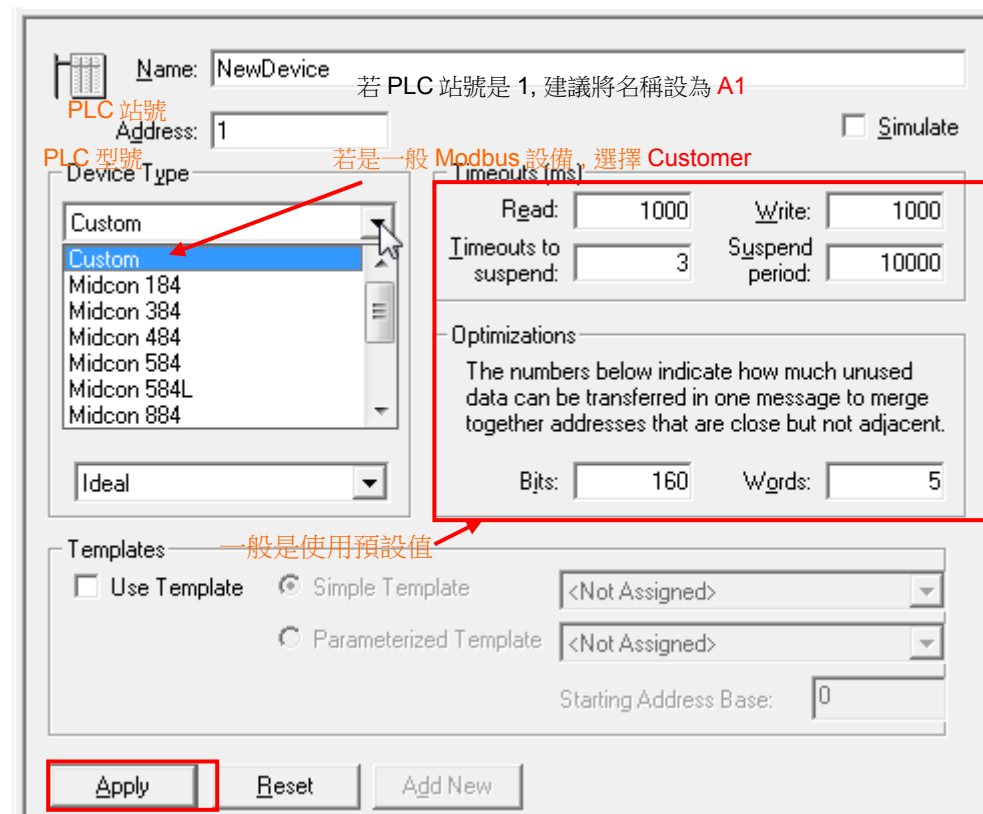 Name: NewDevice
若 PLC 站號是 1, 建議將名稱設為 A1
PLC 站號
Address: 1
Simulate
PLC 型號
若是一般 Modbus 設備, 選擇 Customer
Device Type
Custom
Custom
Midcon 184
Midcon 384
Midcon 484
Midcon 584
Midcon 584L
Midcon 884
Ideal
Timeouts (ms)
Read: 1000 Write: 1000
Timeouts to suspend: 3 Suspend period: 10000
Optimizations
The numbers below indicate how much unused
data can be transferred in one message to merge
together addresses that are close but not adjacent.
Bits: 160 Words: 5
一般是使用預設值
Templates
Use Template Simple Template <Not Assigned>
Parameterized Template <Not Assigned>
Starting Address Base: 0
Apply Reset Add New